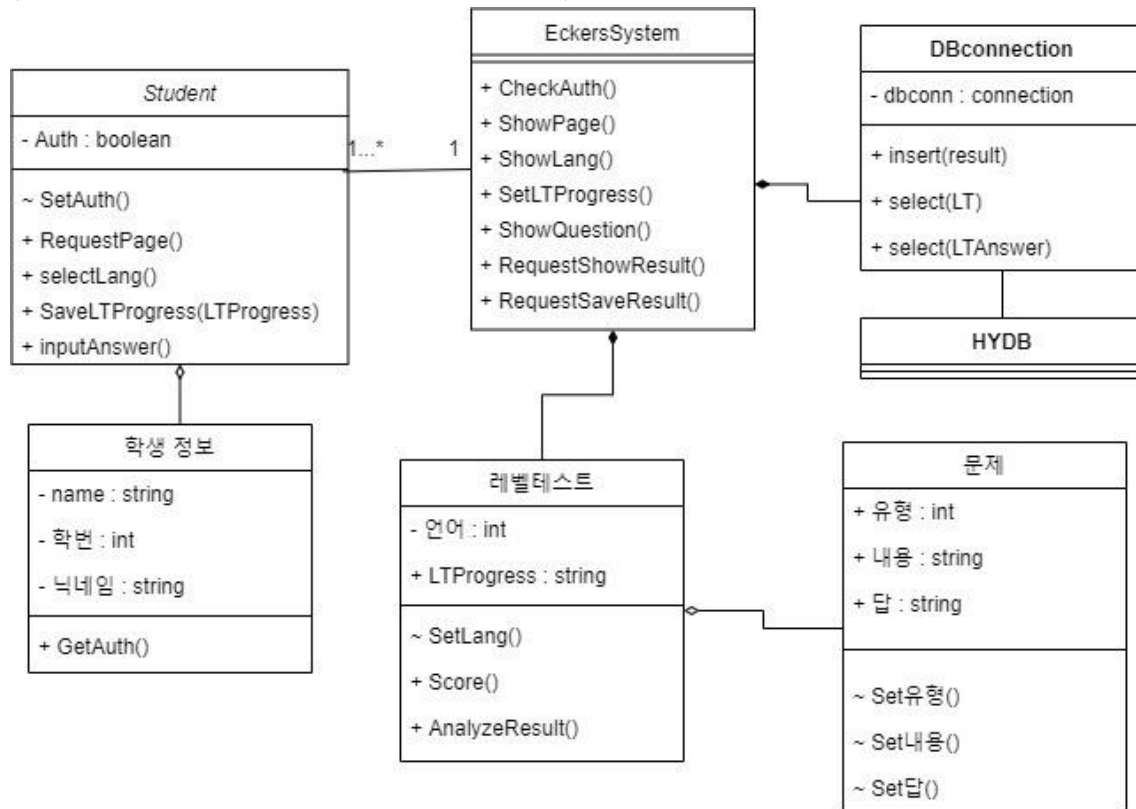 Student
- Auth : boolean
~ SetAuth()
+ RequestPage()
+ selectLang()
+ SaveLTProgress(LTProgress)
+ inputAnswer()
1...*
1
EckersSystem
+ CheckAuth()
+ ShowPage()
+ ShowLang()
+ SetLTProgress()
+ ShowQuestion()
+ RequestShowResult()
+ RequestSaveResult()
DBconnection
- dbconn : connection
+ insert(result)
+ select(LT)
+ select(LTAnswer)
HYDB
학생 정보
- name : string
- 학번 : int
- 닉네임 : string
+ GetAuth()
레벨테스트
- 언어 : int
+ LTProgress : string
~ SetLang()
+ Score()
+ AnalyzeResult()
문제
+ 유형 : int
+ 내용 : string
+ 답 : string
~ Set유형()
~ Set내용()
~ Set답()